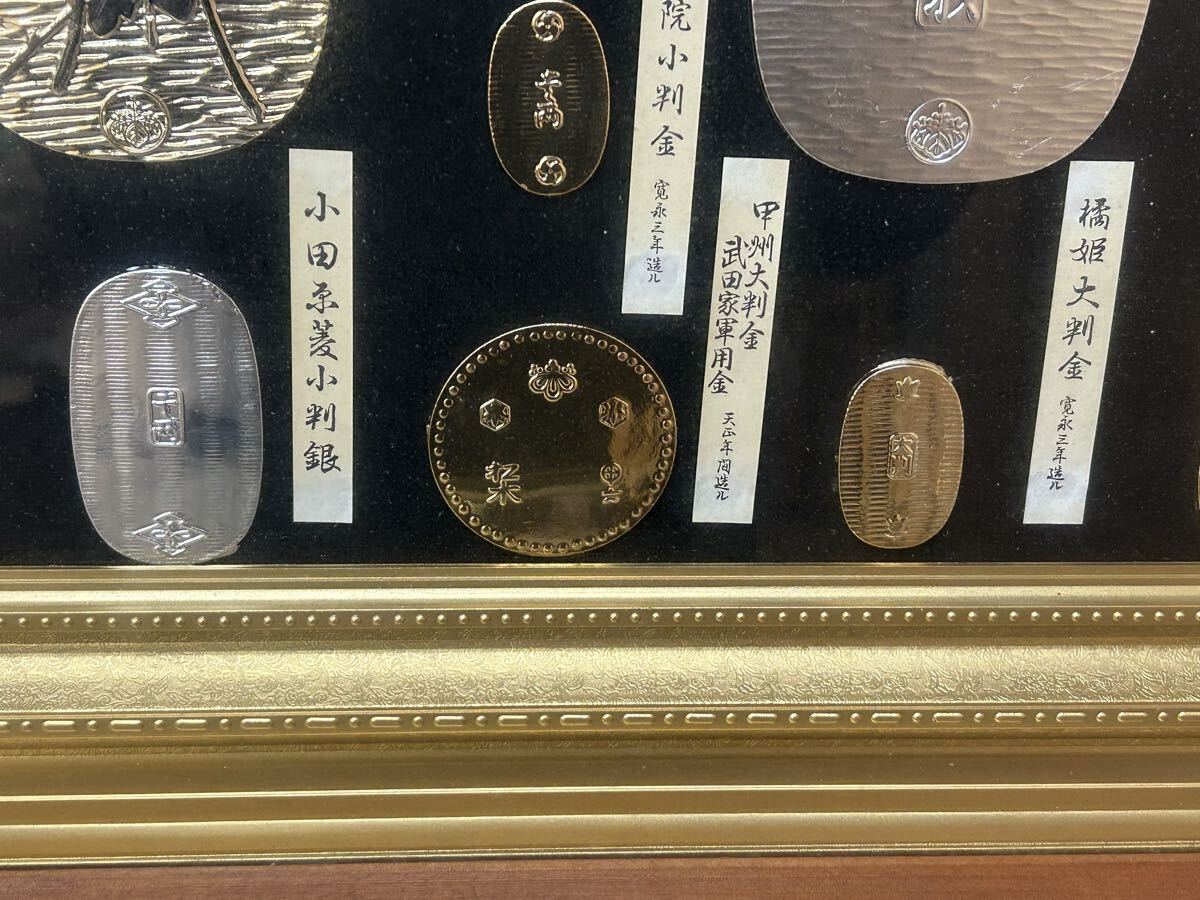 橘姫大判金 寛永三年造ル
甲州大判金
武田家軍用金 天正年間造ル
院小判金 寛永三年造ル
小田原菱小判銀
大判